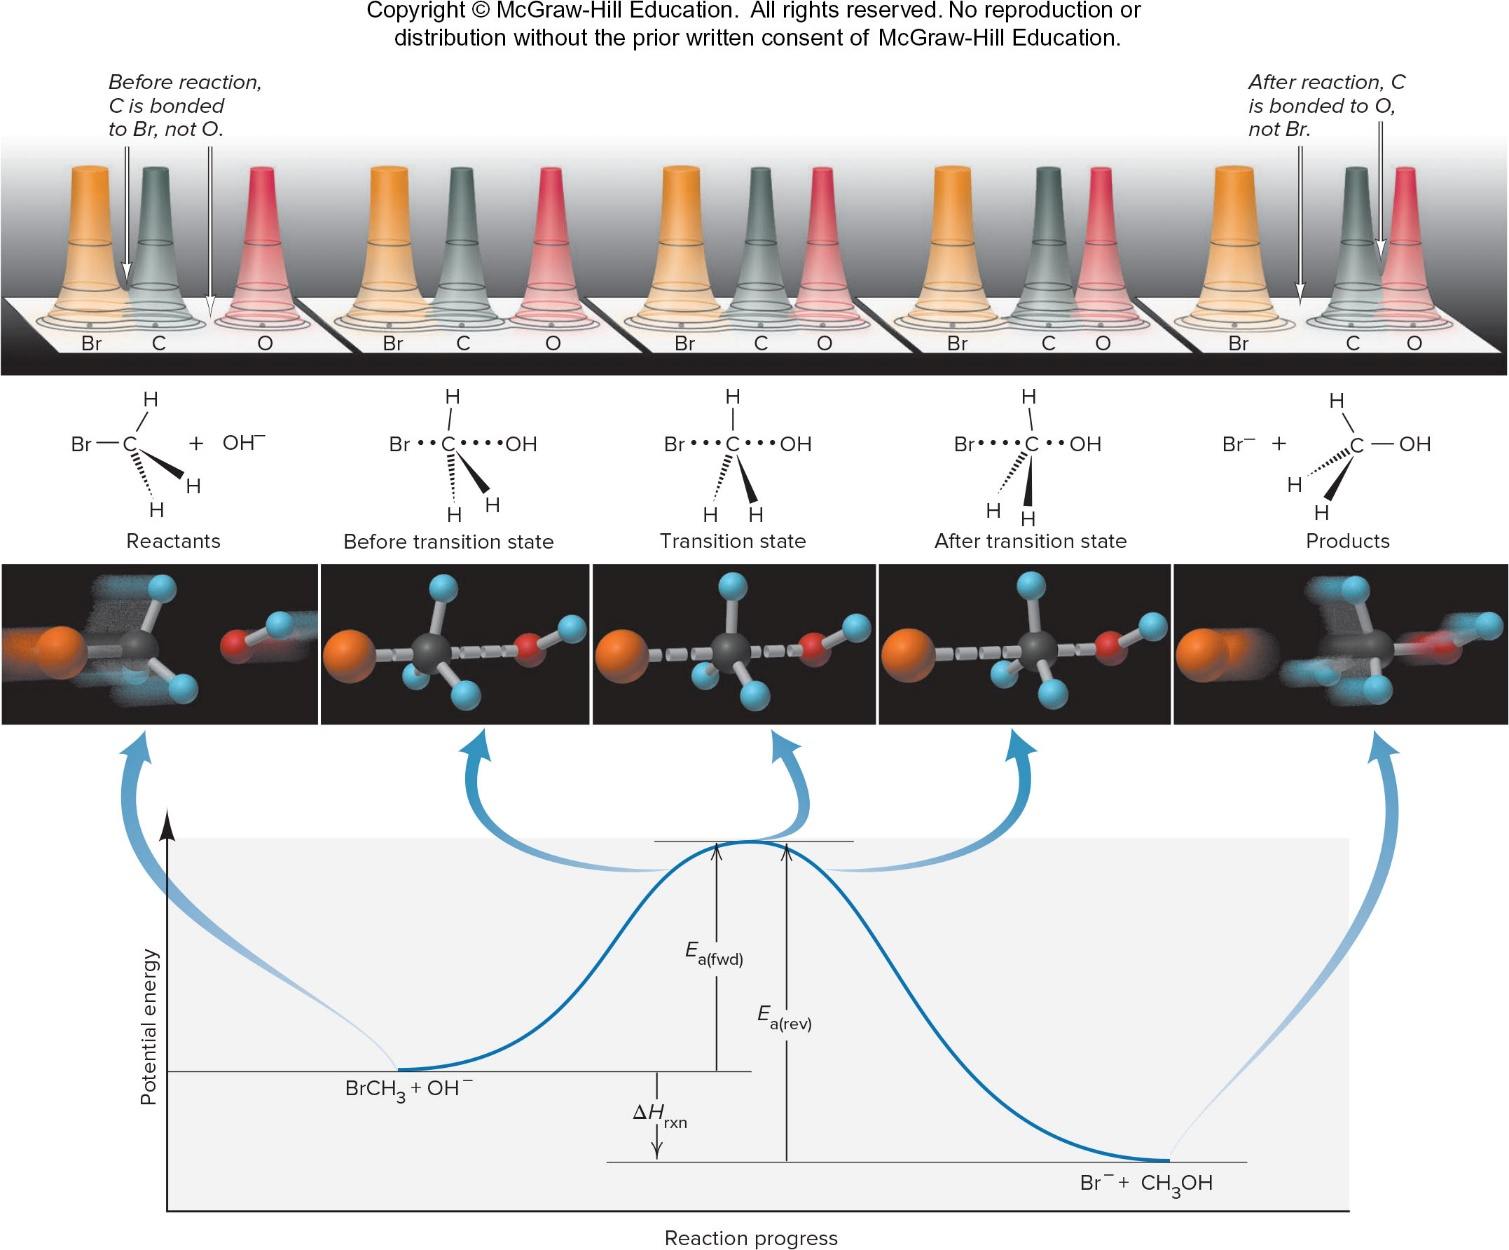 Copyright © McGraw-Hill Education.  All rights reserved. No reproduction or
distribution without the prior written consent of McGraw-Hill Education.
Before reaction,
C is bonded
to Br, not O.
After reaction, C
is bonded to O,
not Br.
Br C O Br C O Br C O Br C O Br C O
H H H H H
Br—C + OH⁻ Br••C••••OH Br•••C•••OH Br••••C••OH Br⁻ + C—OH
H H H H H
H H H H H
Reactants Before transition state Transition state After transition state Products
Potential energy
Eₐ(fwd)
Eₐ(rev)
BrCH₃ + OH⁻
ΔHrxn
Br⁻ + CH₃OH
Reaction progress